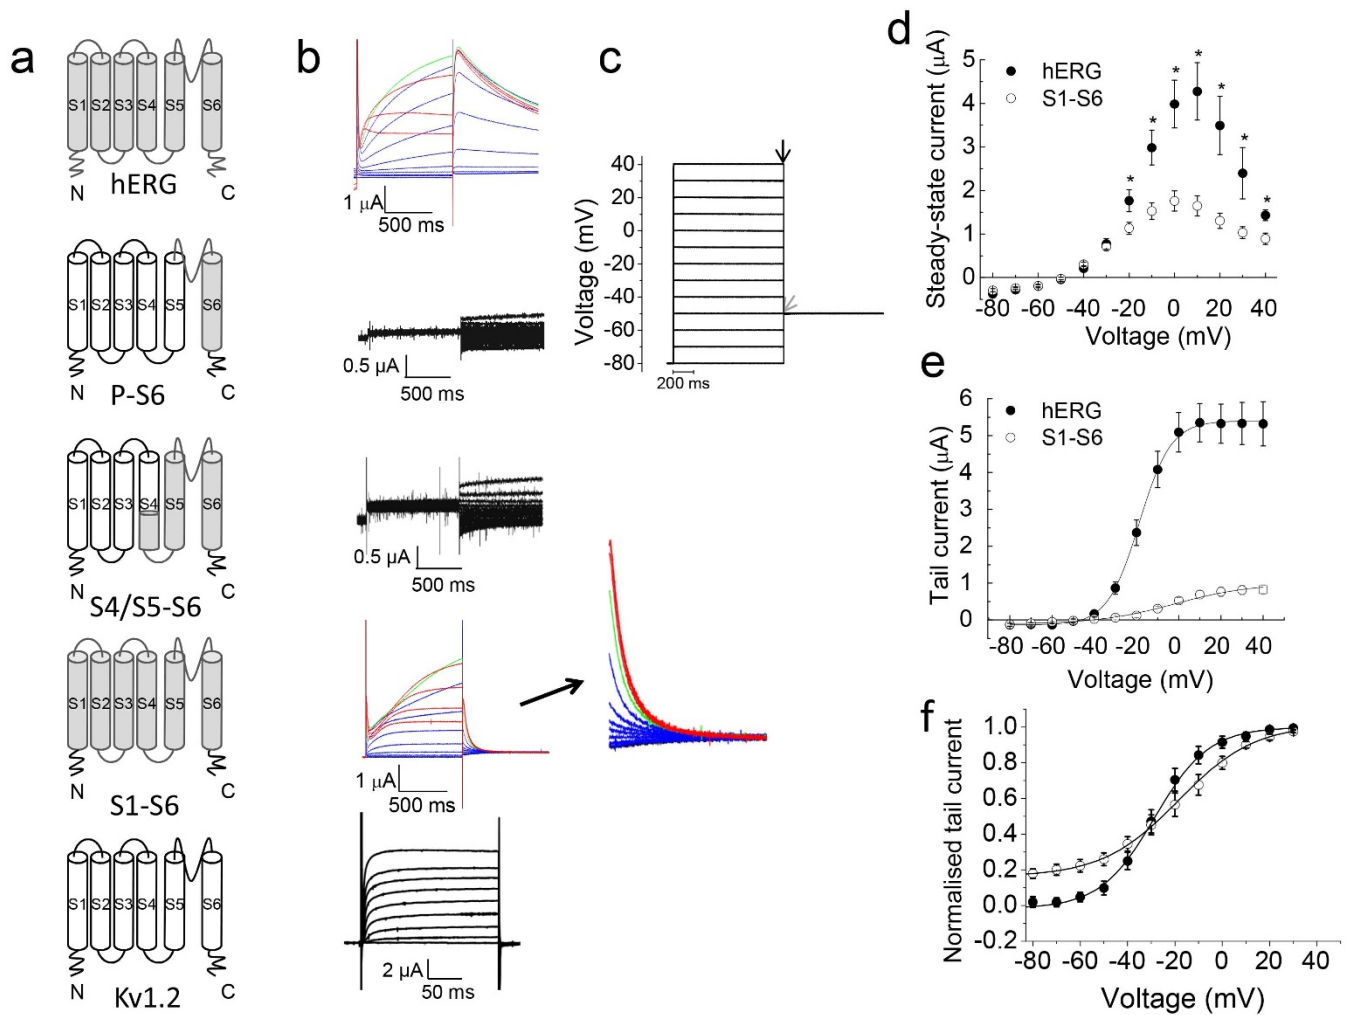 a
S1 S2 S3 S4 S5 S6
N C
hERG
S1 S2 S3 S4 S5 S6
N C
P-S6
S1 S2 S3 S4 S5 S6
N C
S4/S5-S6
S1 S2 S3 S4 S5 S6
N C
S1-S6
S1 S2 S3 S4 S5 S6
N C
Kv1.2
b
1 µA
500 ms
0.5 µA
500 ms
0.5 µA
500 ms
1 µA
500 ms
2 µA
50 ms
c
Voltage (mV)
40
20
0
-20
-40
-60
-80
200 ms
d
Steady-state current (µA)
5
4
3
2
1
0
hERG
S1-S6
* * * * * * *
-80 -60 -40 -20 0 20 40
Voltage (mV)
e
Tail current (µA)
6
5
4
3
2
1
0
hERG
S1-S6
-80 -60 -40 -20 0 20 40
Voltage (mV)
f
Normalised tail current
1.0
0.8
0.6
0.4
0.2
0.0
-0.2
-80 -60 -40 -20 0 20 40
Voltage (mV)